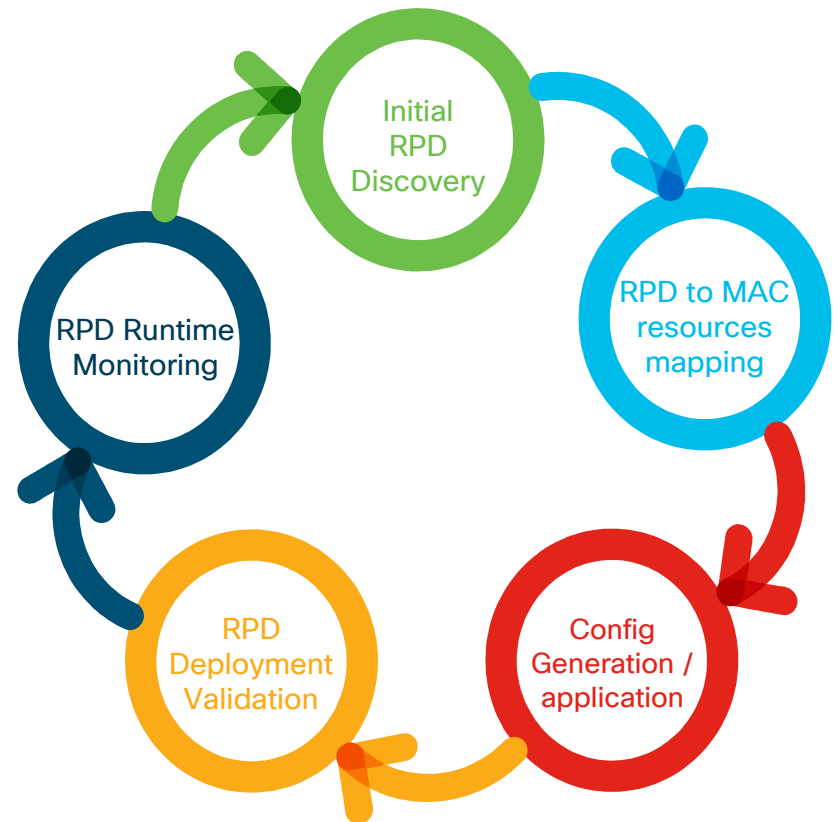 Initial
RPD
Discovery
RPD to MAC
resources
mapping
Config
Generation /
application
RPD
Deployment
Validation
RPD Runtime
Monitoring